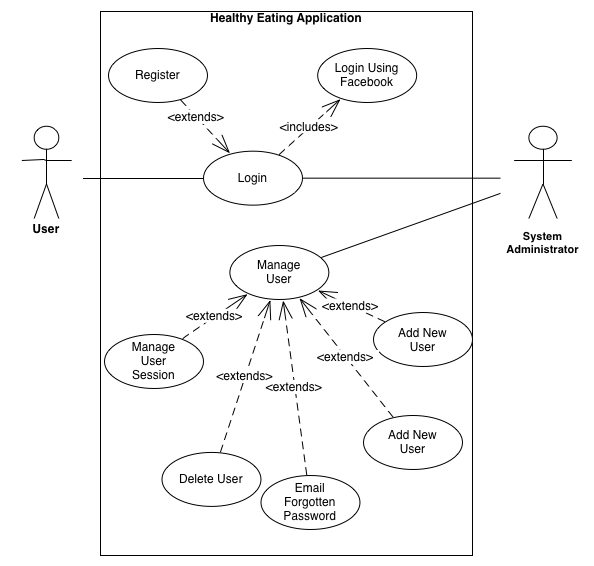 Healthy Eating Application
Register
Login Using
Facebook
<extends>
<includes>
Login
User
System
Administrator
Manage
User
<extends>
<extends>
Manage
User
Session
Add New
User
<extends>
<extends>
<extends>
Add New
User
Delete User
Email
Forgotten
Password